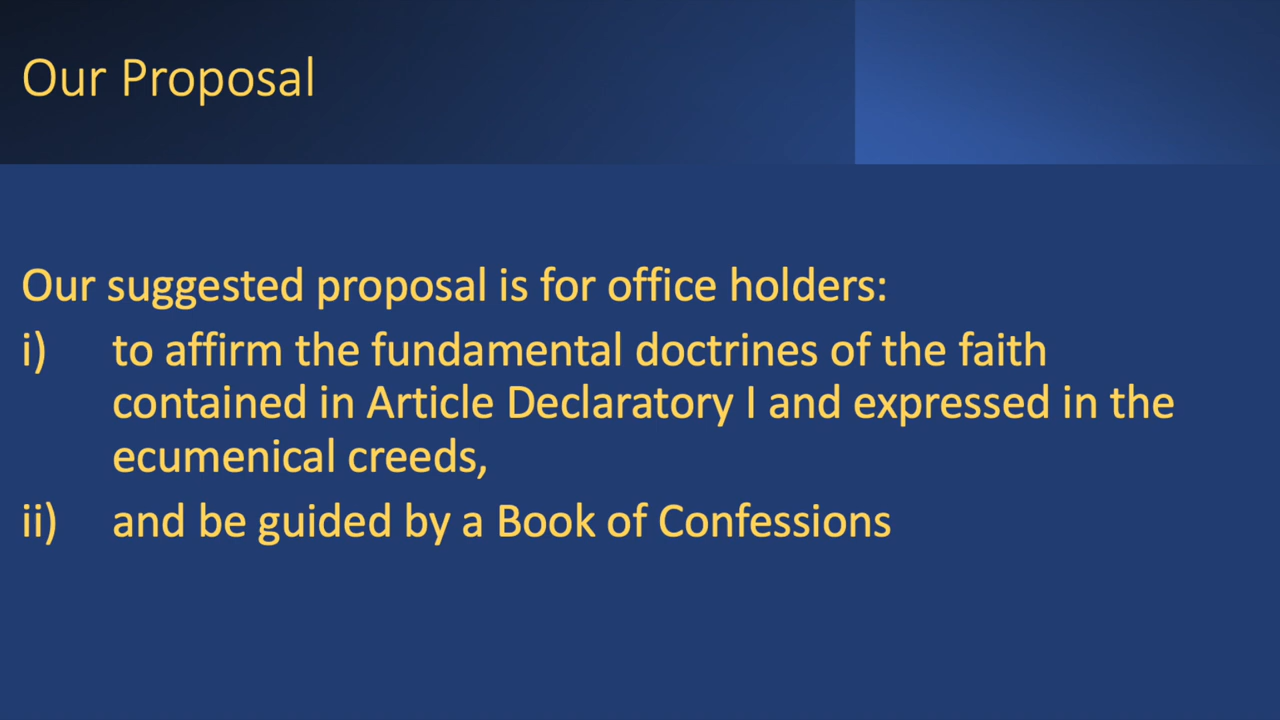 Our Proposal
Our suggested proposal is for office holders:
i) to affirm the fundamental doctrines of the faith
contained in Article Declaratory I and expressed in the
ecumenical creeds,
ii) and be guided by a Book of Confessions